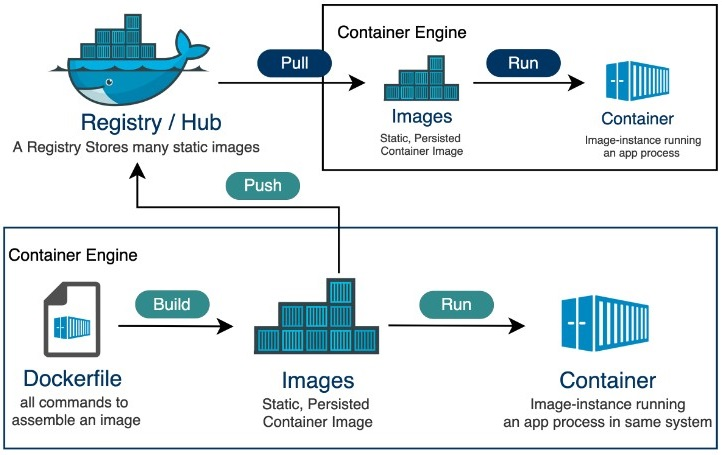 Container Engine
Pull
Run
Registry / Hub
A Registry Stores many static images
Images
Static, Persisted
Container Image
Container
Image-instance running
an app process
Push
Container Engine
Build
Run
Dockerfile
all commands to
assemble an image
Images
Static, Persisted
Container Image
Container
Image-instance running
an app process in same system